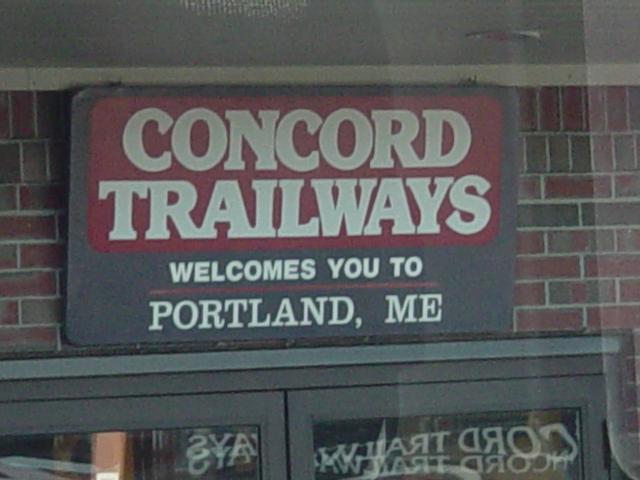 CONCORD
TRAILWAYS
WELCOMES YOU TO
PORTLAND, ME